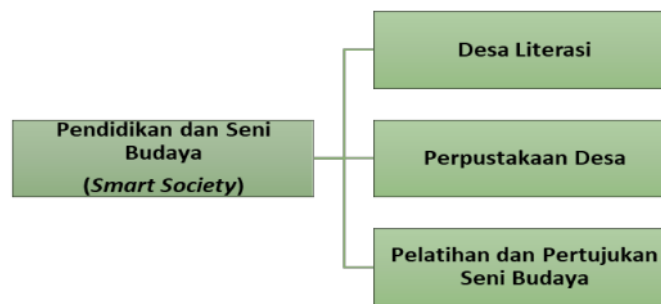 Pendidikan dan Seni
Budaya
(Smart Society)
Desa Literasi
Perpustakaan Desa
Pelatihan dan Pertujukan
Seni Budaya